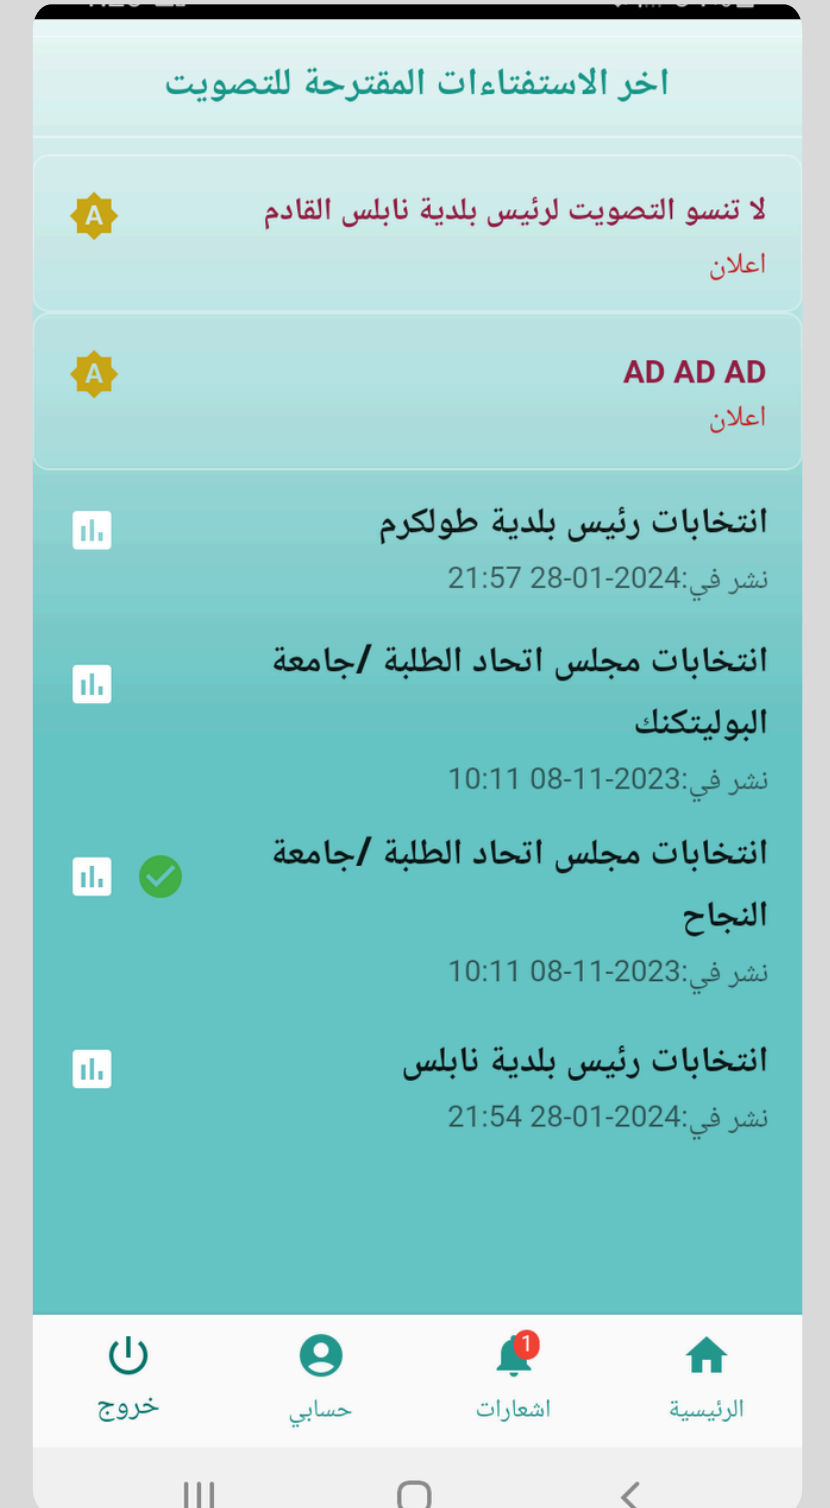 اخر الاستفتاءات المقترحة للتصويت
لا تنسو التصويت لرئيس بلدية نابلس القادم
A
اعلان
AD AD AD
A
اعلان
انتخابات رئيس بلدية طولكرم
نشر في:2024-01-28 21:57
انتخابات مجلس اتحاد الطلبة /جامعة
البوليتكنك
نشر في:2023-11-08 10:11
انتخابات مجلس اتحاد الطلبة /جامعة
النجاح
نشر في:2023-11-08 10:11
انتخابات رئيس بلدية نابلس
نشر في:2024-01-28 21:54
1
الرئيسية
اشعارات
حسابي
خروج